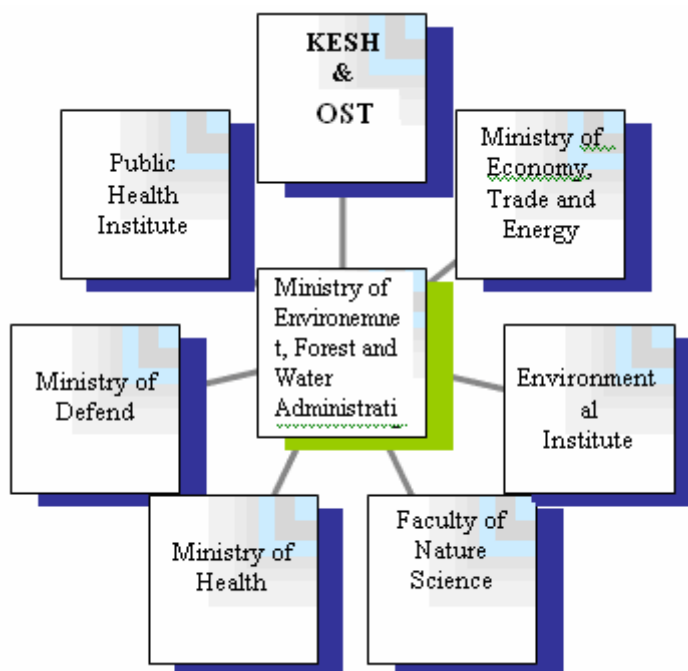 KESH
&
OST
Public
Health
Institute
Ministry of
Economy,
Trade and
Energy
Ministry of
Environemne
t, Forest and
Water
Administrati
Ministry of
Defend
Environment
al
Institute
Ministry of
Health
Faculty of
Nature
Science